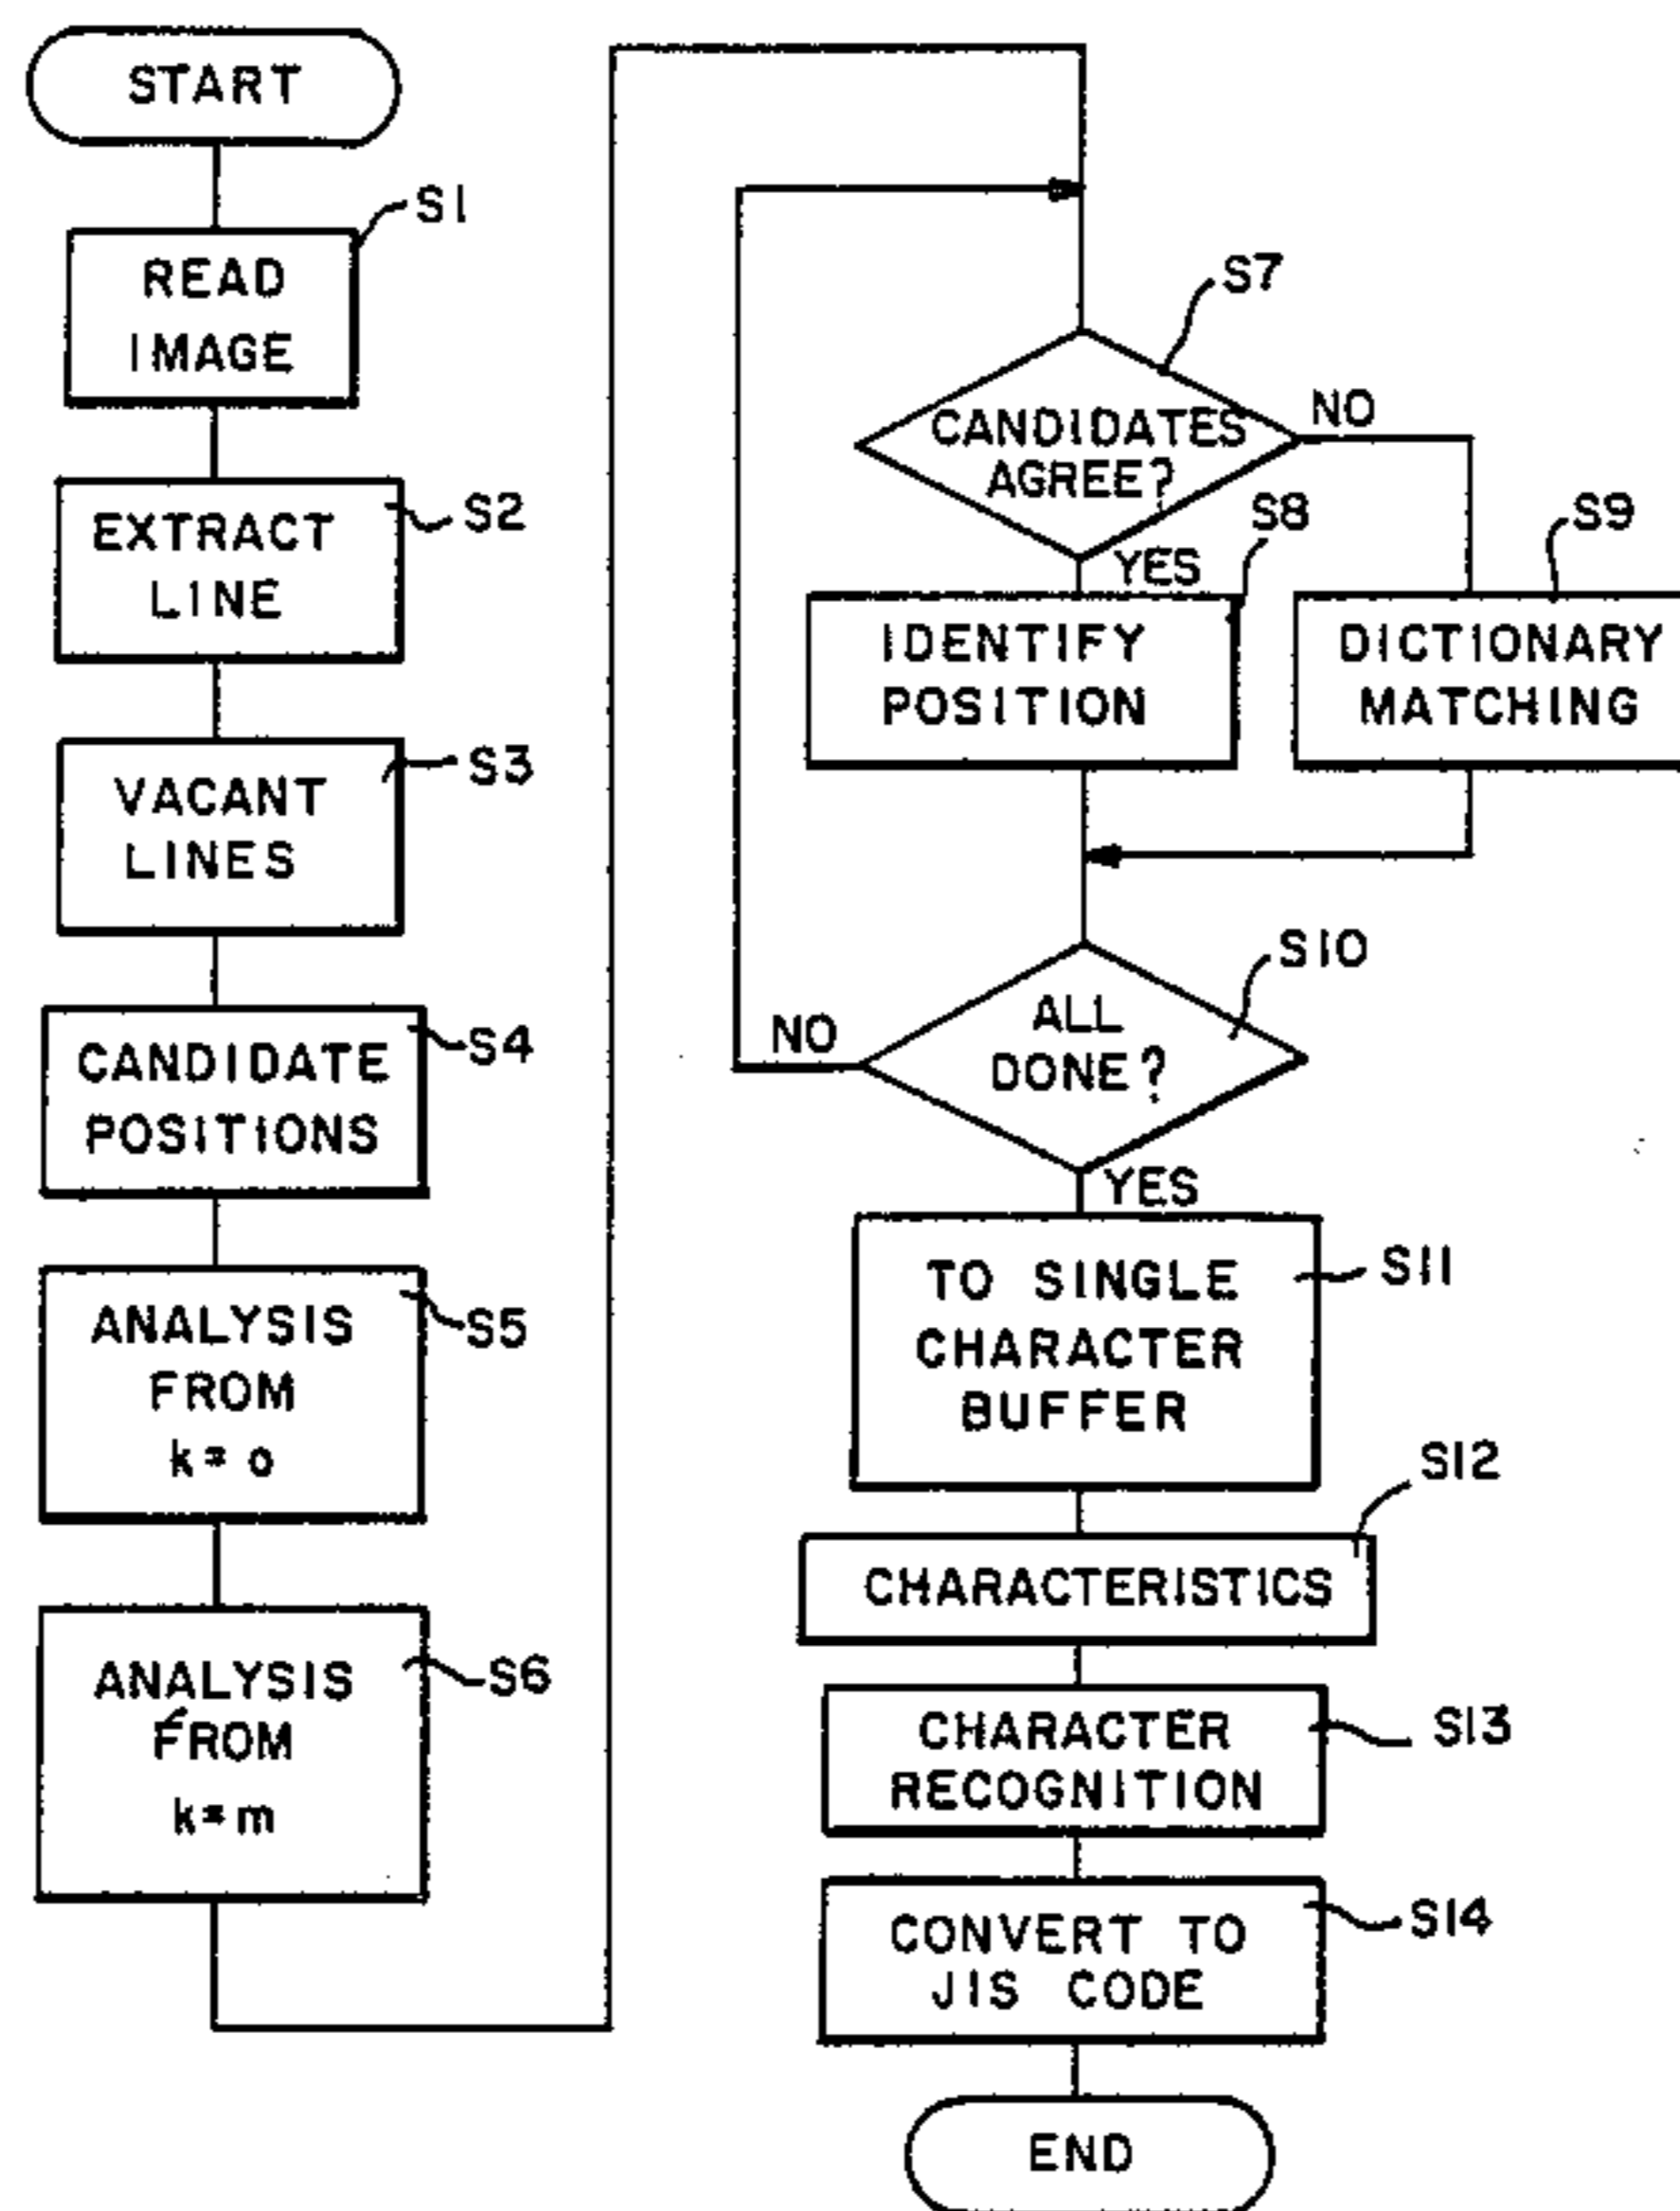 START
S1
READ
IMAGE
S2
EXTRACT
LINE
S3
VACANT
LINES
S4
CANDIDATE
POSITIONS
S5
ANALYSIS
FROM
k=o
S6
ANALYSIS
FROM
k=m
S7
CANDIDATES
AGREE?
NO
YES
S8
IDENTIFY
POSITION
S9
DICTIONARY
MATCHING
S10
ALL
DONE?
NO
YES
S11
TO SINGLE
CHARACTER
BUFFER
S12
CHARACTERISTICS
S13
CHARACTER
RECOGNITION
S14
CONVERT TO
JIS CODE
END